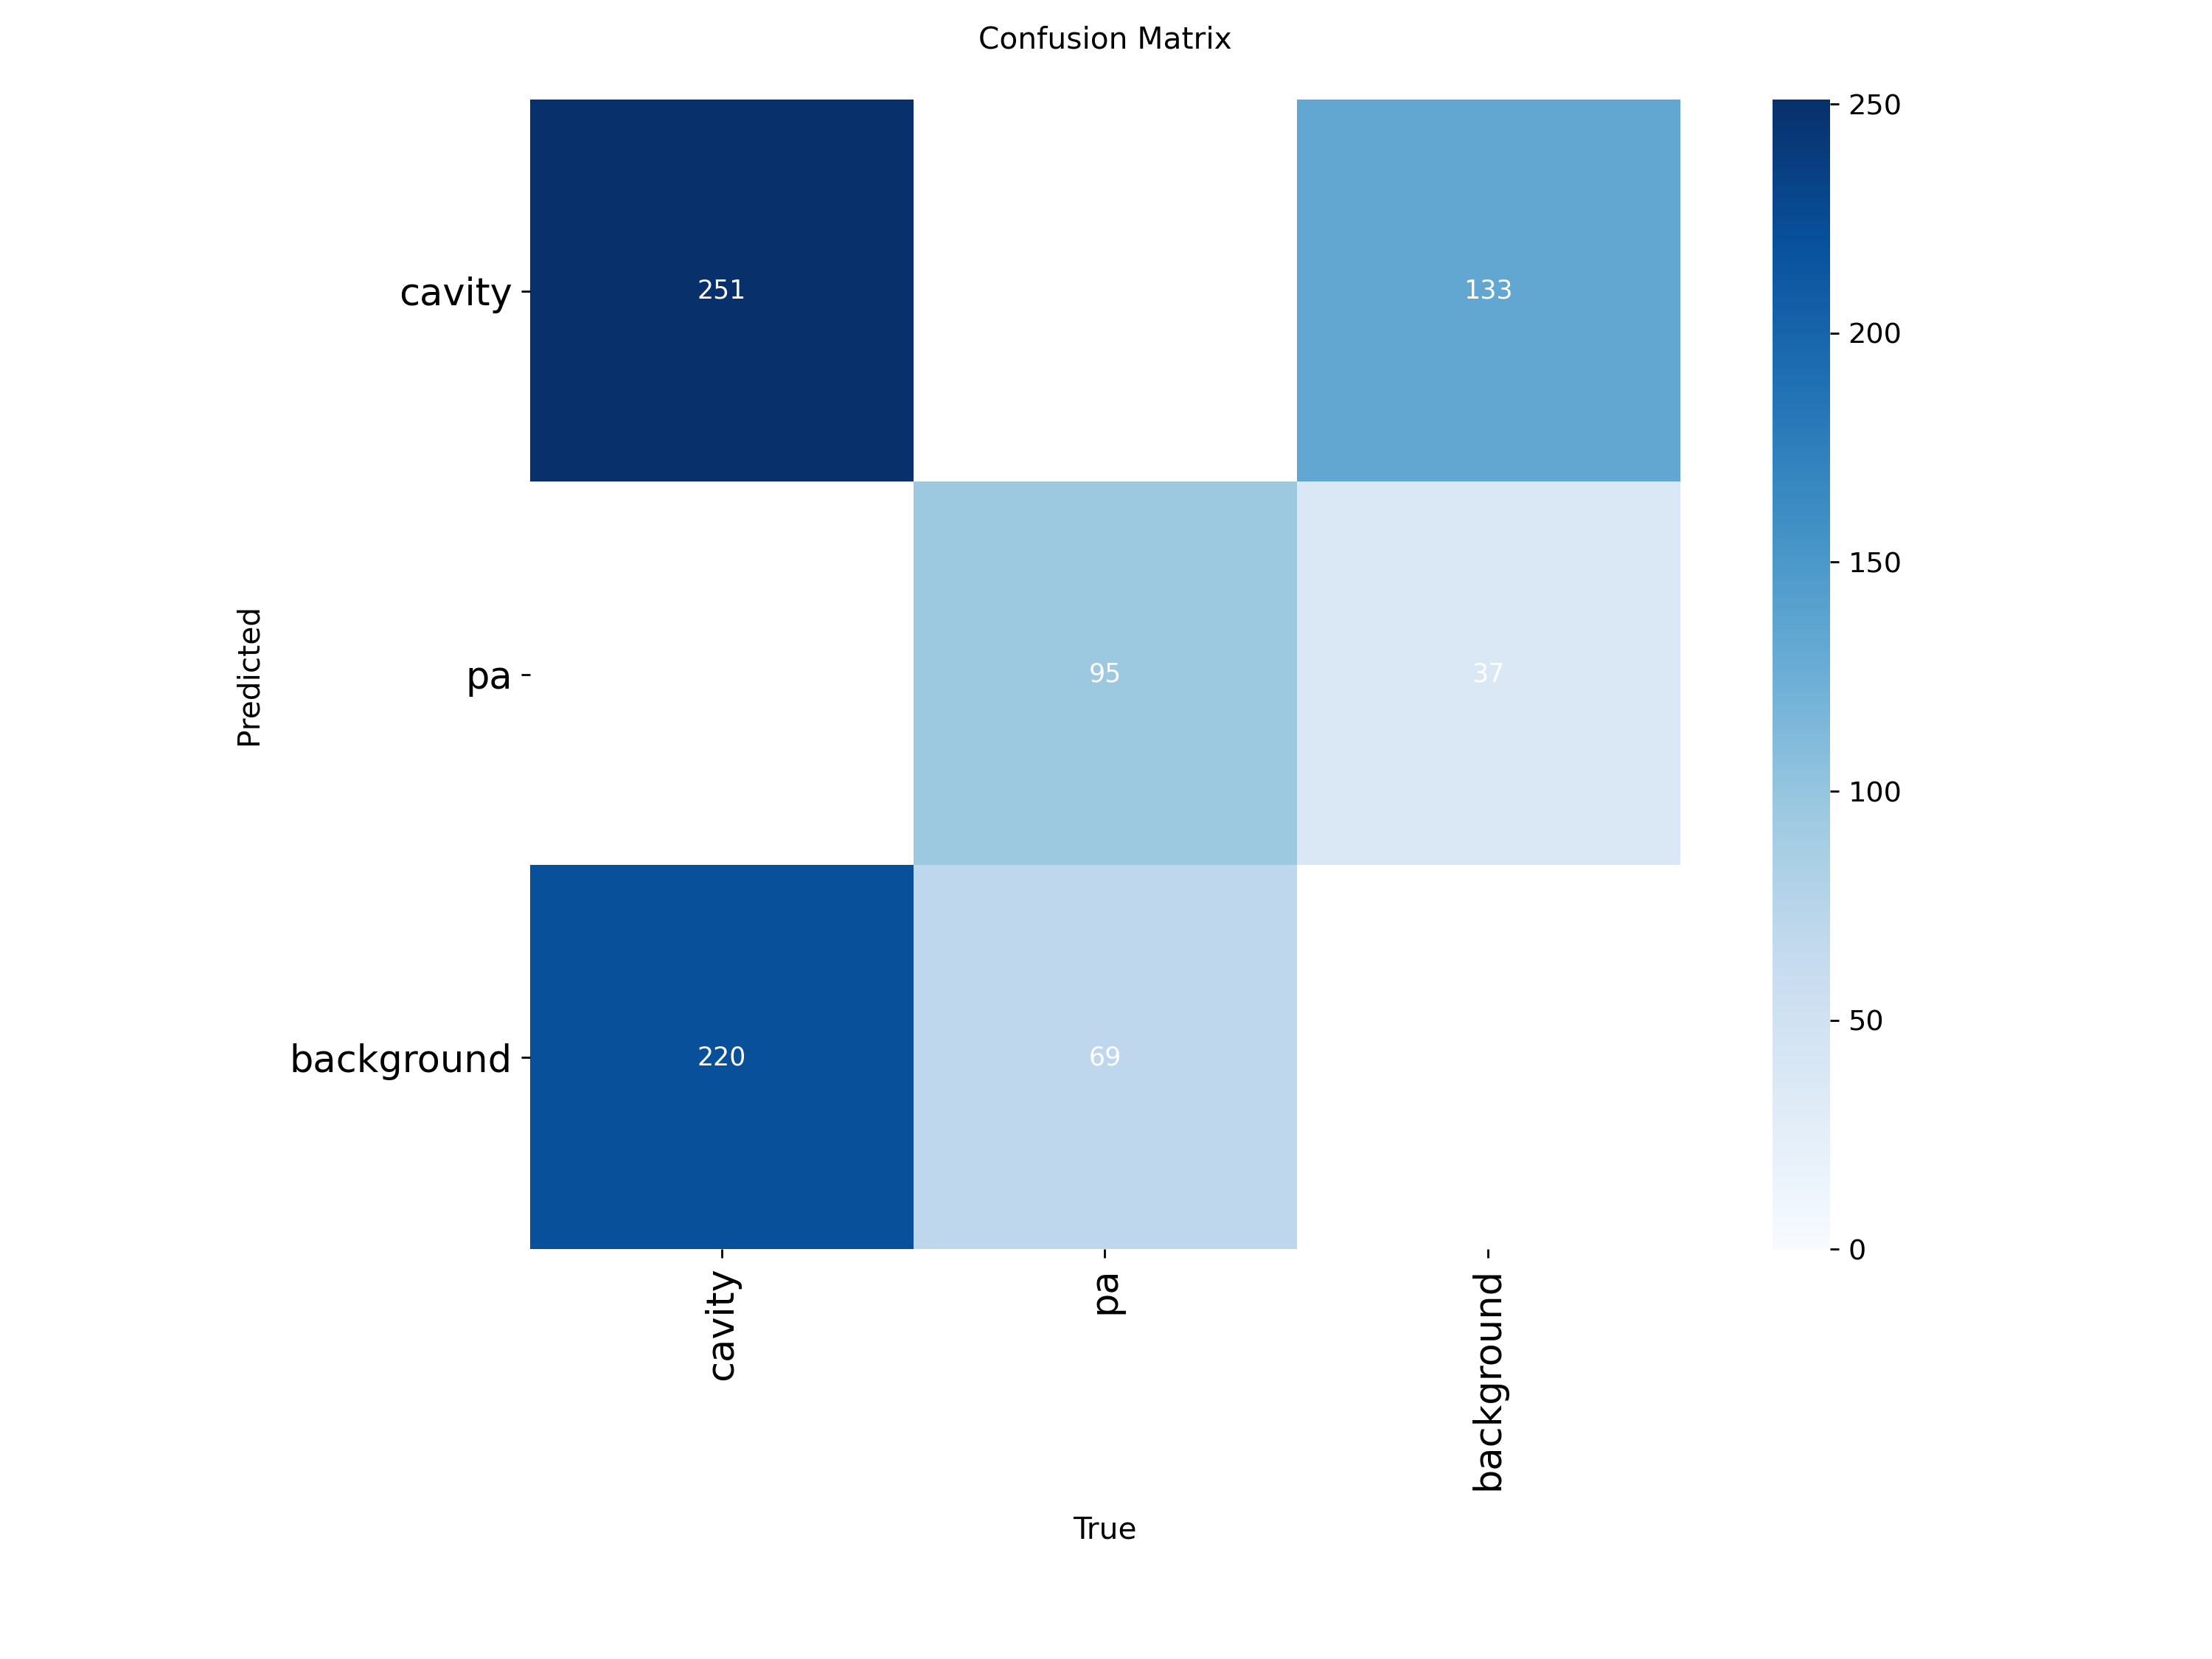 Confusion Matrix
cavity
pa
background
Predicted
251
133
95
37
220
69
cavity
pa
background
True
250
200
150
100
50
0